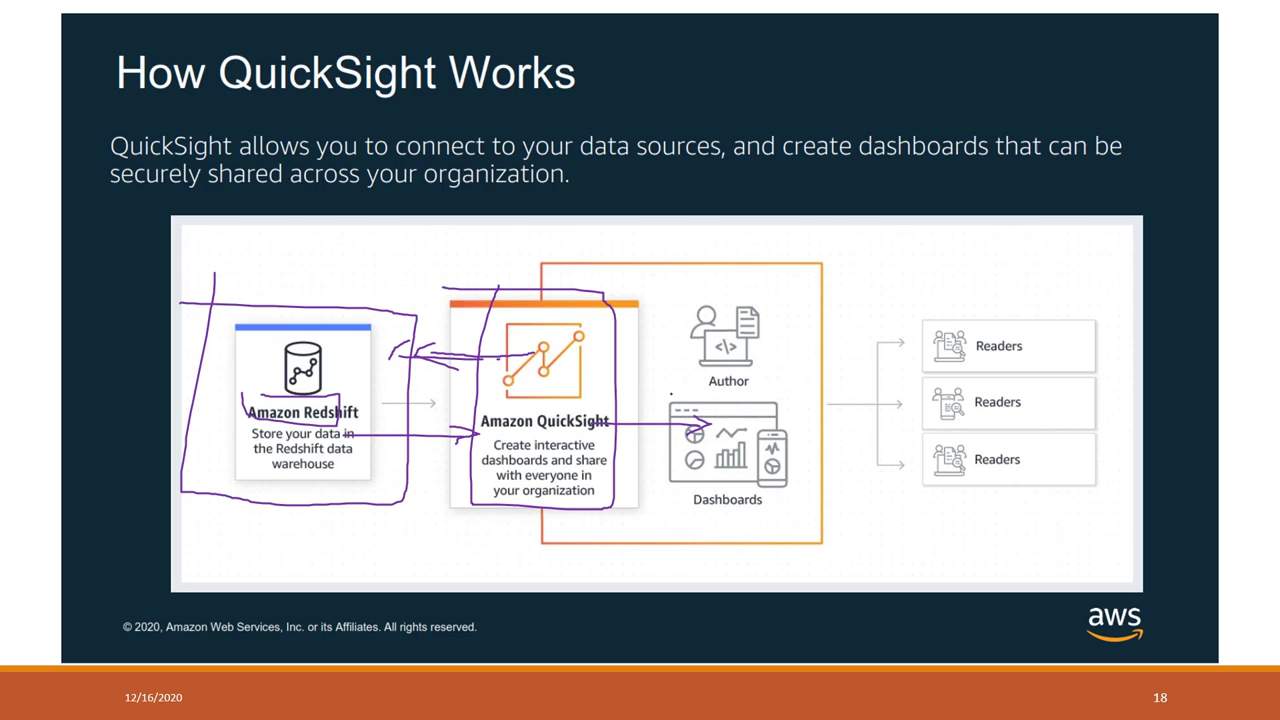 How QuickSight Works
QuickSight allows you to connect to your data sources, and create dashboards that can be
securely shared across your organization.
Amazon Redshift
Store your data in
the Redshift data
warehouse
Amazon QuickSight
Create interactive
dashboards and share
with everyone in
your organization
Author
Dashboards
Readers
Readers
Readers
© 2020, Amazon Web Services, Inc. or its Affiliates. All rights reserved.
aws
12/16/2020
18